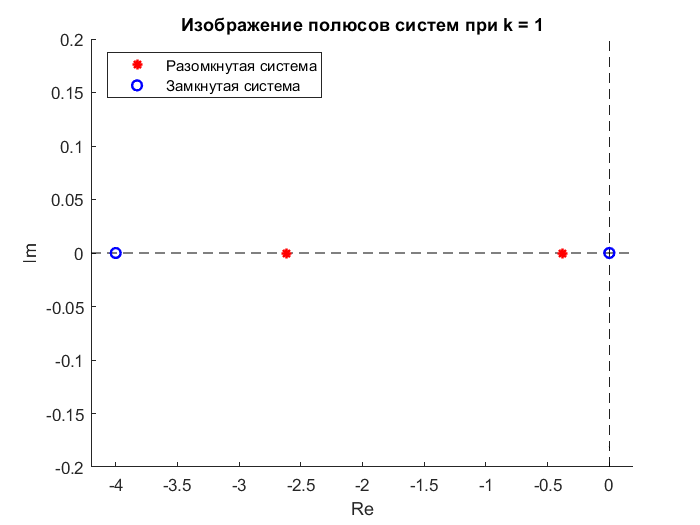 Изображение полюсов систем при k = 1
Разомкнутая система
Замкнутая система
0.2
0.15
0.1
0.05
0
-0.05
-0.1
-0.15
-0.2
Im
-4 -3.5 -3 -2.5 -2 -1.5 -1 -0.5 0
Re